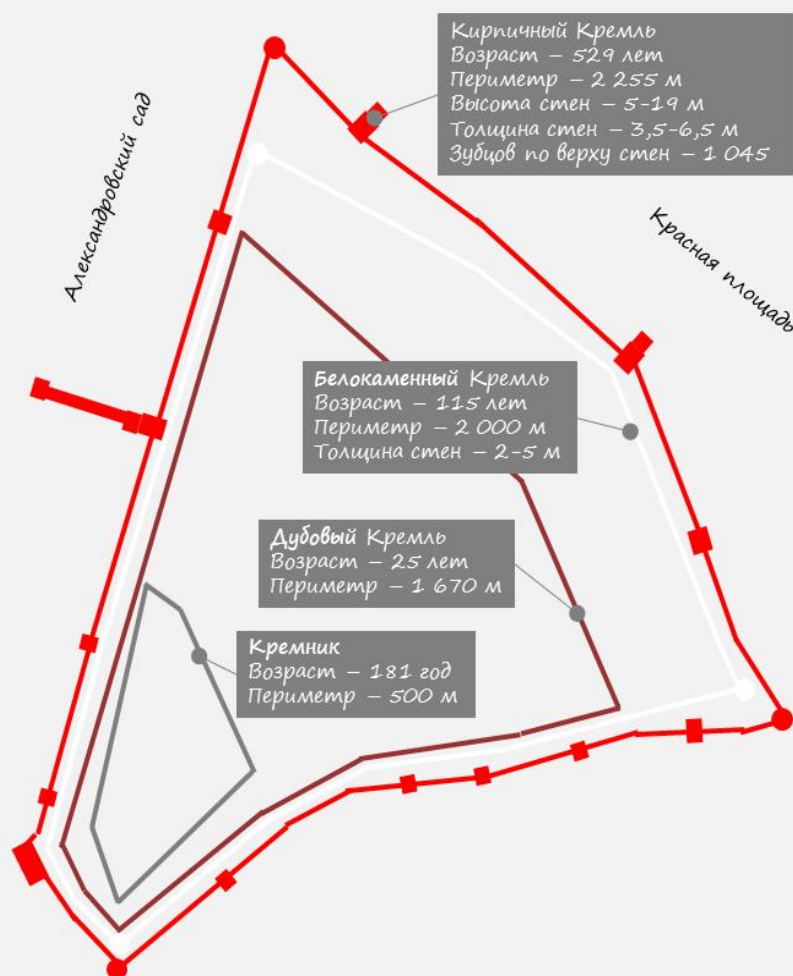 Кирпичный Кремль
Возраст – 529 лет
Периметр – 2 255 м
Высота стен – 5-19 м
Толщина стен – 3,5-6,5 м
Зубцов по верху стен – 1 045
Александровский сад
Красная площадь
Белокаменный Кремль
Возраст – 115 лет
Периметр – 2 000 м
Толщина стен – 2-5 м
Дубовый Кремль
Возраст – 25 лет
Периметр – 1 670 м
Кремник
Возраст – 181 год
Периметр – 500 м